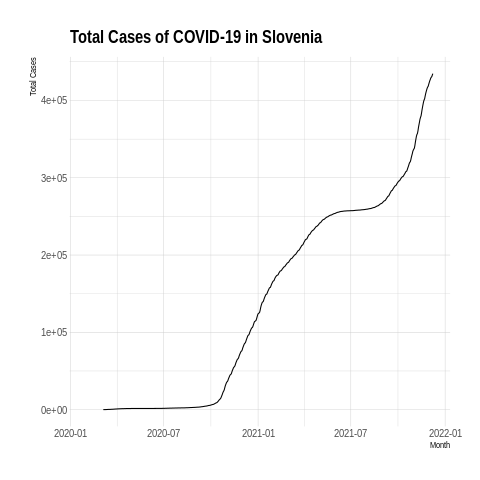 Total Cases of COVID-19 in Slovenia
Total Cases
4e+05
3e+05
2e+05
1e+05
0e+00
2020-01 2020-07 2021-01 2021-07 2022-01
Month